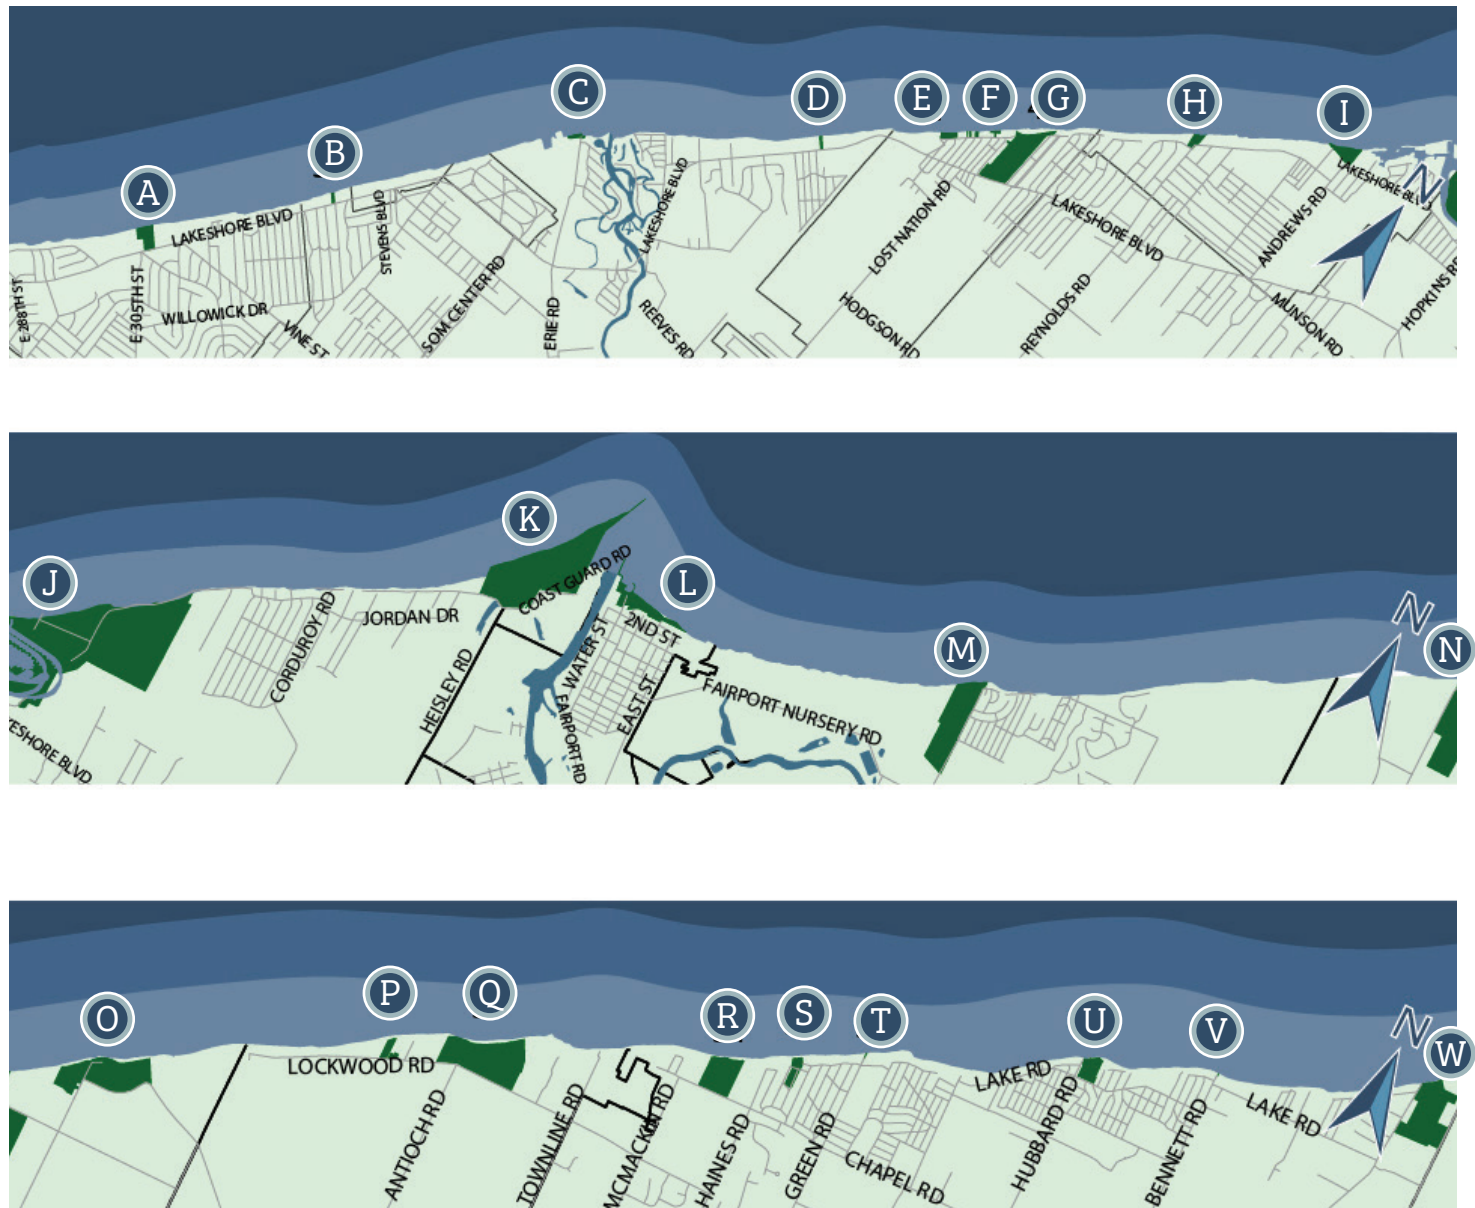 A
B
C
D
E
F
G
H
I
LAKESHORE BLVD
N
E 288TH ST
E 305TH ST
LAKESHORE BLVD
WILLOWICK DR
VINE ST
STEVENS BLVD
SOM CENTER RD
ERIE RD
LAKESHORE BLVD
REEVES RD
LOST NATION RD
HODGSON RD
LAKESHORE BLVD
REYNOLDS RD
ANDREWS RD
MUNSON RD
HOPKINS RD
J
K
L
M
N
N
KESHORE BLVD
CORDUROY RD
JORDAN DR
COAST GUARD RD
HEISLEY RD
WATER ST
2ND ST
FAIRPORT RD
EAST ST
FAIRPORT NURSERY RD
O
P
Q
R
S
T
U
V
W
N
LOCKWOOD RD
ANTIOCH RD
TOWNLINE RD
HAINES RD
GREEN RD
CHAPEL RD
LAKE RD
HUBBARD RD
BENNETT RD
LAKE RD